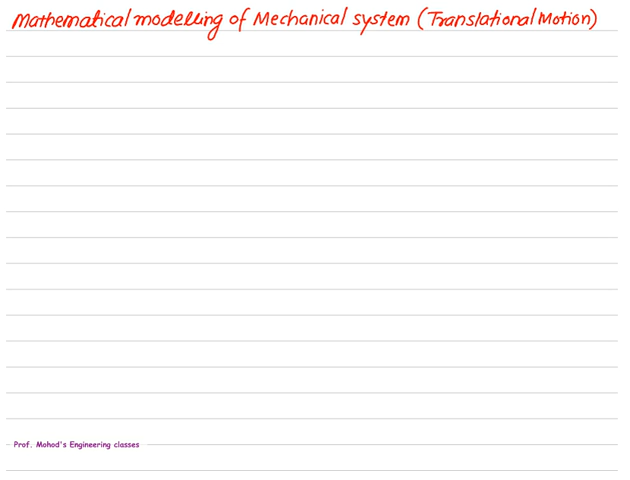 Mathematical modelling of Mechanical system (Translational Motion)
Prof. Mohod's Engineering classes